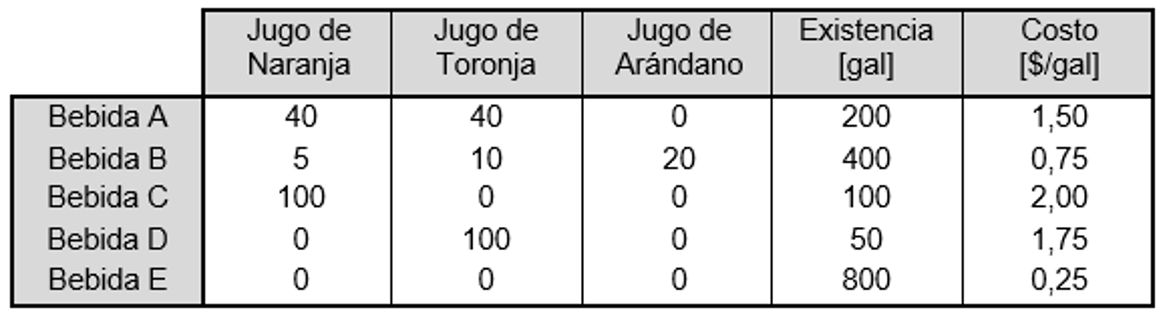 Jugo de Naranja Jugo de Toronja Jugo de Arándano Existencia [gal] Costo [$/gal]
Bebida A 40 40 0 200 1,50
Bebida B 5 10 20 400 0,75
Bebida C 100 0 0 100 2,00
Bebida D 0 100 0 50 1,75
Bebida E 0 0 0 800 0,25